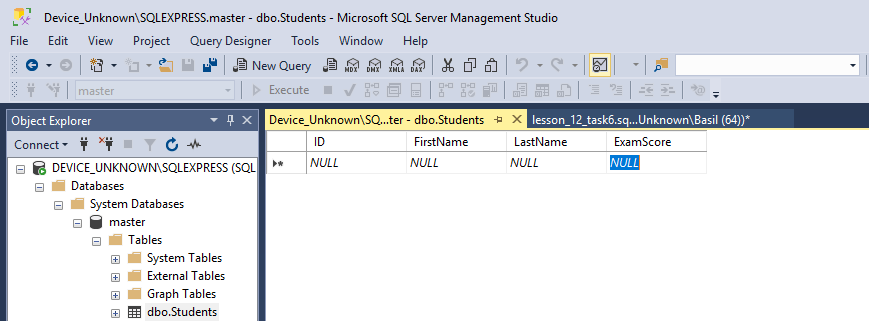 Device_Unknown\SQLEXPRESS.master - dbo.Students - Microsoft SQL Server Management Studio
File Edit View Project Query Designer Tools Window Help
New Query MDX DMX XMLA DAX
master Execute
Object Explorer
Device_Unknown\SQ...ter - dbo.Students
lesson_12_task6.sq...Unknown\Basil (64))*
Connect
ID FirstName LastName ExamScore
NULL NULL NULL NULL
DEVICE_UNKNOWN\SQLEXPRESS (SQL
Databases
System Databases
master
Tables
System Tables
External Tables
Graph Tables
dbo.Students